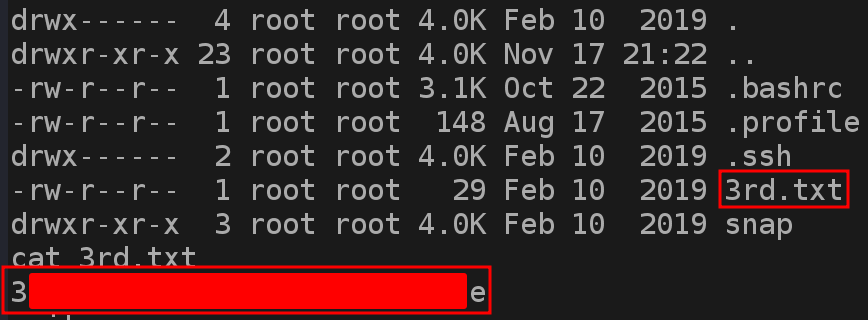 drwx------  4 root root 4.0K Feb 10  2019 .
drwxr-xr-x 23 root root 4.0K Nov 17 21:22 ..
-rw-r--r--  1 root root 3.1K Oct 22  2015 .bashrc
-rw-r--r--  1 root root  148 Aug 17  2015 .profile
drwx------  2 root root 4.0K Feb 10  2019 .ssh
-rw-r--r--  1 root root   29 Feb 10  2019 3rd.txt
drwxr-xr-x  3 root root 4.0K Feb 10  2019 snap
cat 3rd.txt
3 e